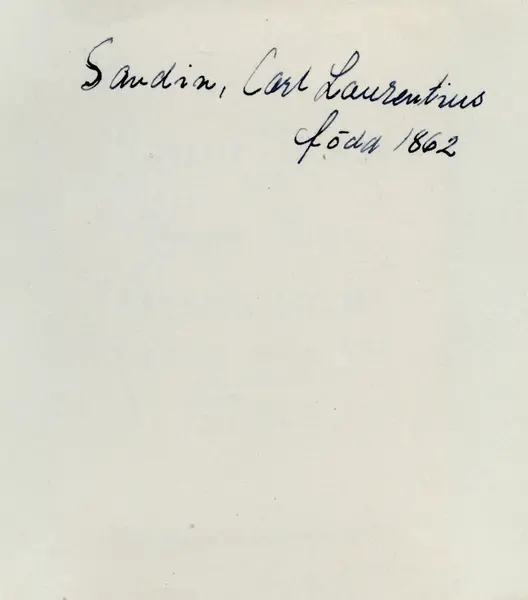 Sandin, Carl Laurentius
född 1862